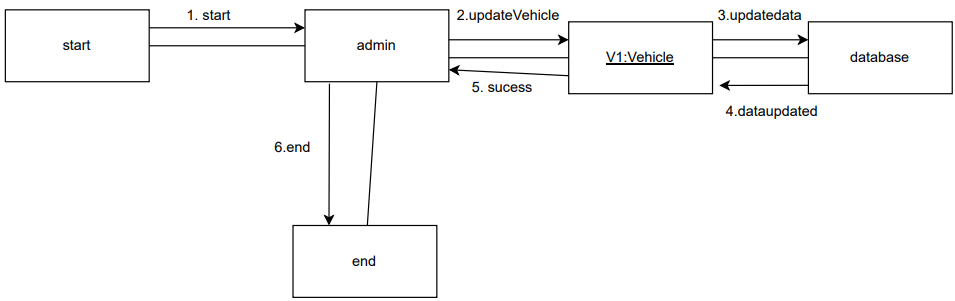 1. start
2.updateVehicle
3.updatedata
start
admin
V1:Vehicle
database
5. sucess
4.dataupdated
6.end
end